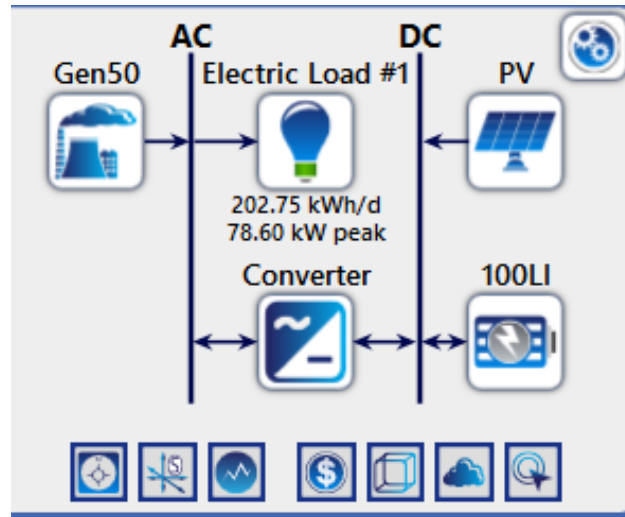 AC DC
Gen50 Electric Load #1 PV
202.75 kWh/d
78.60 kW peak
Converter 100LI